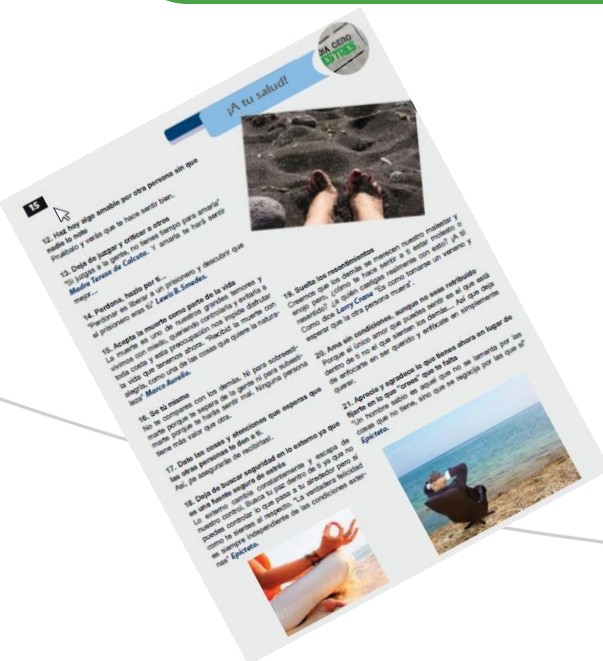 DIA CERO
ESTRES
¡A tu salud!
15
12. Haz hoy algo amable por otra persona sin que
nadie lo note
Pruébalo y verás que te hace sentir bien.
13. Deja de juzgar y criticar a otros
"Si juzgas a la gente, no tienes tiempo para amarla"
Madre Teresa de Calcuta. Y amarla te hará sentir
mejor...
14. Perdona, hazlo por ti...
"Perdonar es liberar a un prisionero y descubrir que
el prisionero eras tú" Lewis B. Smedes.
15. Acepta la muerte como parte de la vida
La muerte es uno de nuestros grandes temores y
vivimos con miedo, queriendo controlarla y evitarla a
toda costa y esta preocupación nos impide disfrutar
la vida que tenemos ahora. "Recibid la muerte con
alegría, como una de las cosas que quiere la natura-
leza" Marco Aurelio.
16. Se tú mismo
No te compares con los demás. Ni para sobreesti-
marte porque te separa de la gente ni para subesti-
marte porque te harás sentir mal. Ninguna persona
tiene más valor que otra.
17. Date las cosas y atenciones que esperas que
las otras personas te den a ti.
Así, ¡te asegurarás de recibirlas!.
18. Deja de buscar seguridad en lo externo ya que
es una fuente segura de estrés
Lo externo cambia constantemente y escapa de
nuestro control. Busca tu paz dentro de ti ya que no
puedes controlar lo que pasa a tu alrededor pero sí
como te sientes al respecto. "La verdadera felicidad
es siempre independiente de las condiciones exter-
nas" Epicteto.
19. Suelta los resentimientos
Creemos que los demás se merecen nuestro malestar y
enojo pero, ¿cómo te hace sentir a ti estar molesto o
resentido? ¿a quién castigas realmente con esto? ¡A ti!
Como dice Larry Crane "Es como tomarse un veneno y
esperar que la otra persona muera".
20. Ama sin condiciones, aunque no seas retribuido
Porque el único amor que puedes sentir es el que está
dentro de ti no el que sienten los demás... Así que deja
de enfocarte en ser querido y enfócate en simplemente
querer.
21. Aprecia y agradece lo que tienes ahora en lugar de
fijarte en lo que "crees" que te falta
"Un hombre sabio es aquel que no se lamenta por las
cosas que no tiene, sino que se regocija por las que sí"
Epicteto.